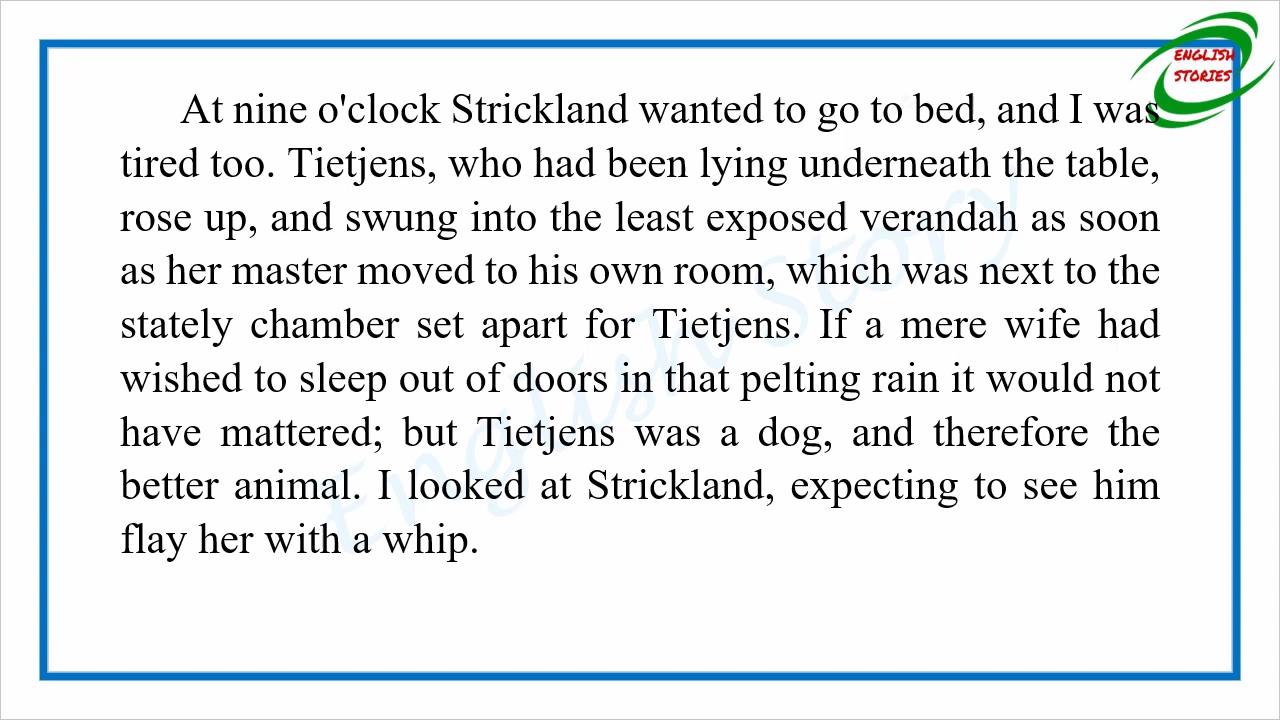 ENGLISH
STORIES
At nine o'clock Strickland wanted to go to bed, and I was
tired too. Tietjens, who had been lying underneath the table,
rose up, and swung into the least exposed verandah as soon
as her master moved to his own room, which was next to the
stately chamber set apart for Tietjens. If a mere wife had
wished to sleep out of doors in that pelting rain it would not
have mattered; but Tietjens was a dog, and therefore the
better animal. I looked at Strickland, expecting to see him
flay her with a whip.
English Story